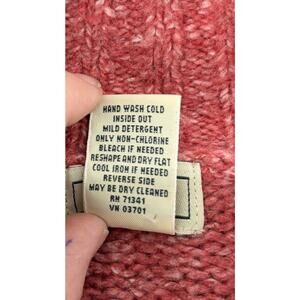 HAND WASH COLD
INSIDE OUT
MILD DETERGENT
ONLY NON-CHLORINE
BLEACH IF NEEDED
RESHAPE AND DRY FLAT
COOL IRON IF NEEDED
REVERSE SIDE
MAY BE DRY CLEANED
RN 71341
VN 03701